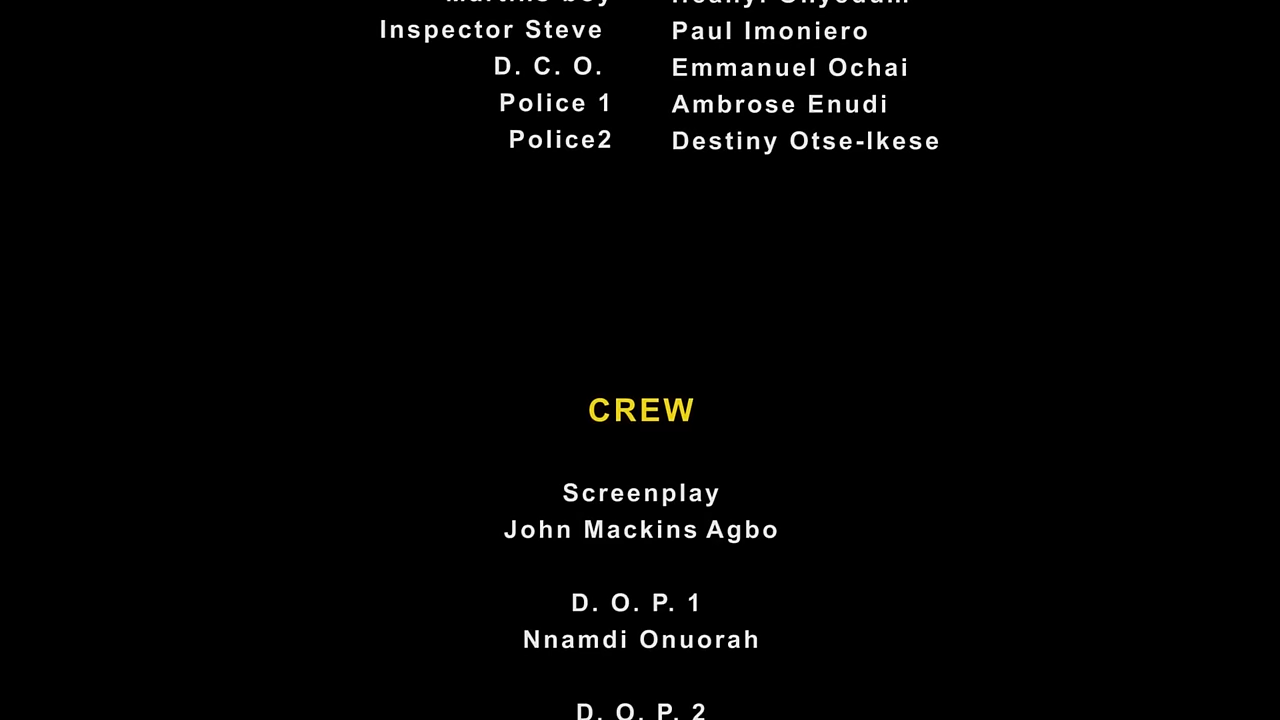 Inspector Steve Paul Imoniero
D. C. O. Emmanuel Ochai
Police 1 Ambrose Enudi
Police2 Destiny Otse-Ikese
CREW
Screenplay
John Mackins Agbo
D. O. P. 1
Nnamdi Onuorah
D. O. P. 2